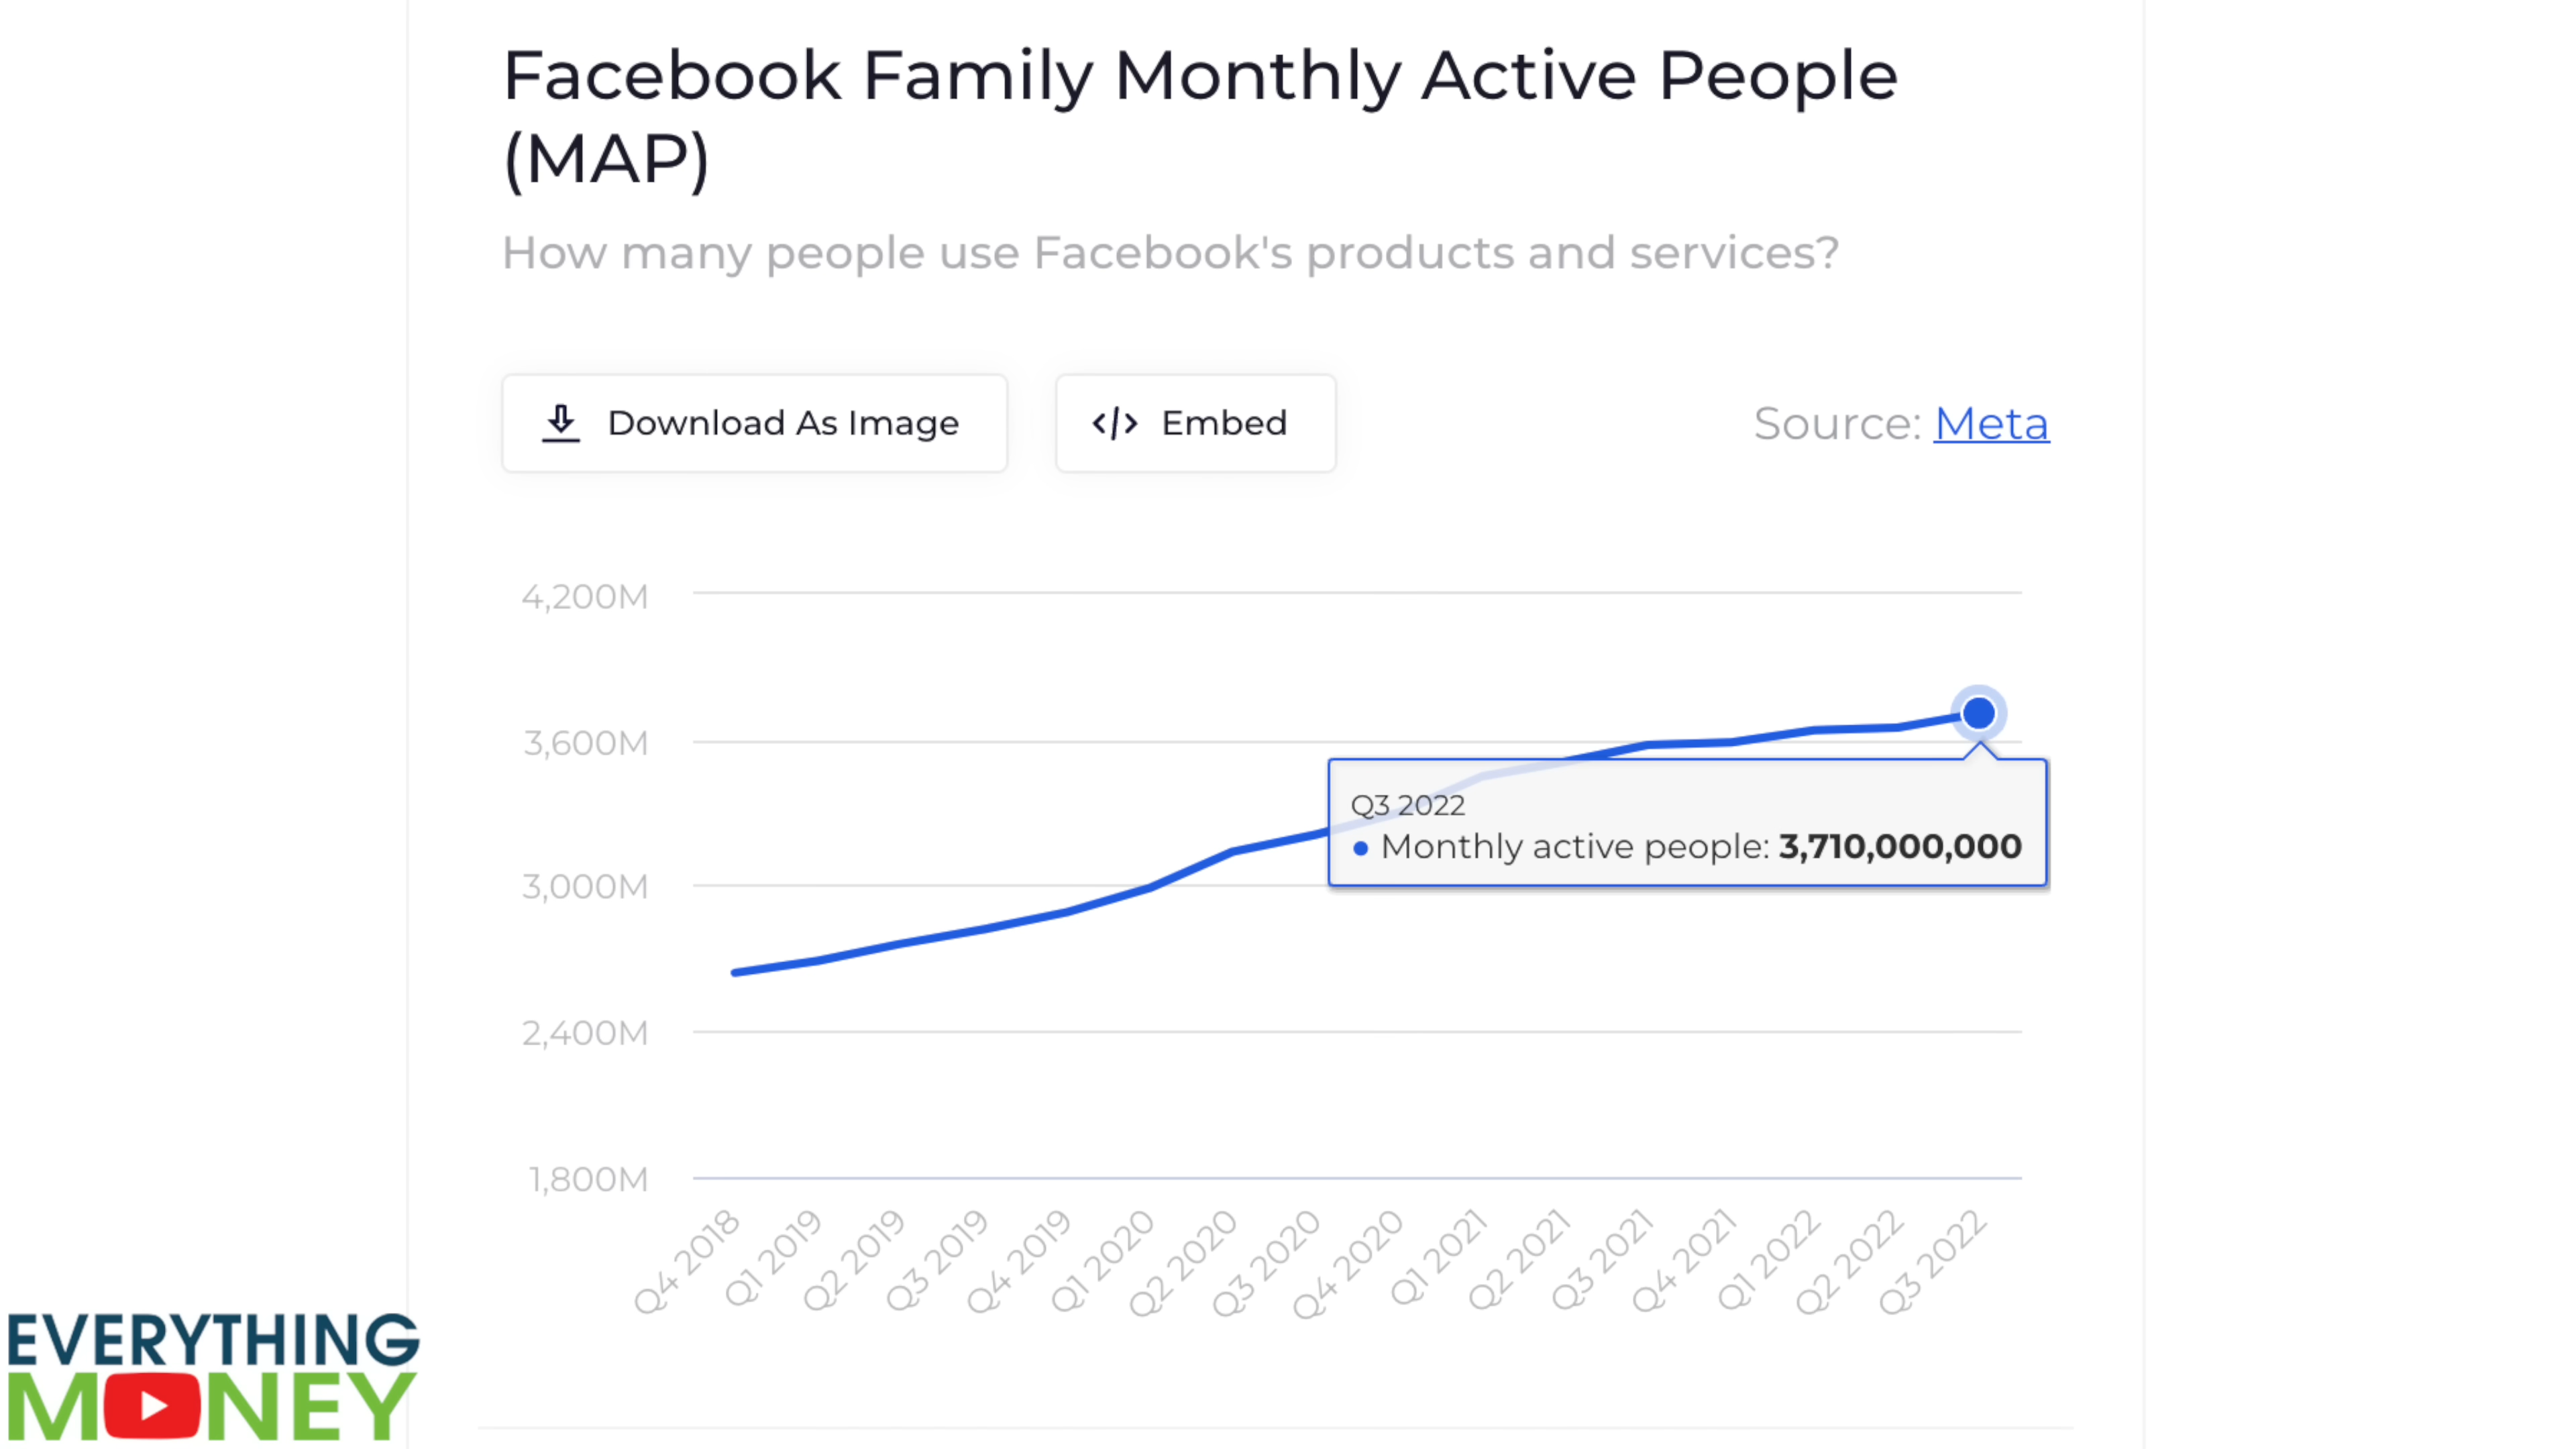 Facebook Family Monthly Active People
(MAP)
How many people use Facebook's products and services?
Download As Image
</> Embed
Source: Meta
4,200M
3,600M
3,000M
2,400M
1,800M
Q3 2022
Monthly active people: 3,710,000,000
Q4 2018
Q1 2019
Q2 2019
Q3 2019
Q4 2019
Q1 2020
Q2 2020
Q3 2020
Q4 2020
Q1 2021
Q2 2021
Q3 2021
Q4 2021
Q1 2022
Q2 2022
Q3 2022
EVERYTHING
MONEY